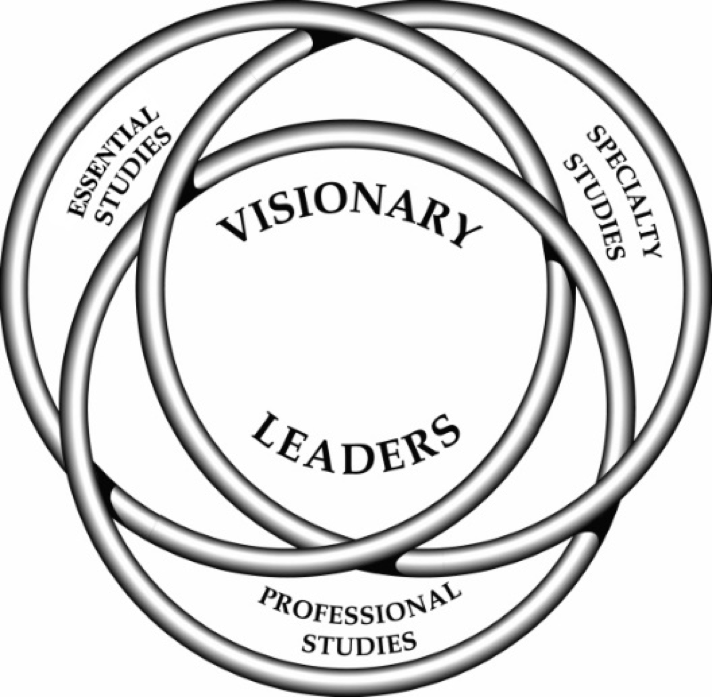 ESSENTIAL
STUDIES
SPECIALTY
STUDIES
VISIONARY
LEADERS
PROFESSIONAL
STUDIES